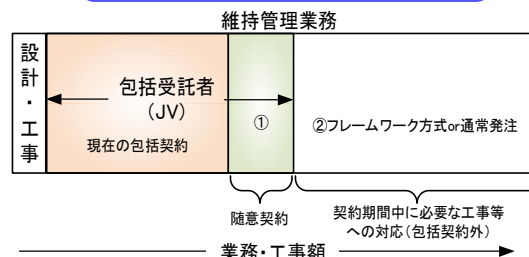 維持管理業務
設計・工事
包括受託者
(JV)
現在の包括契約
①
②フレームワーク方式or通常発注
随意契約
契約期間中に必要な工事等
への対応(包括契約外)
業務・工事額